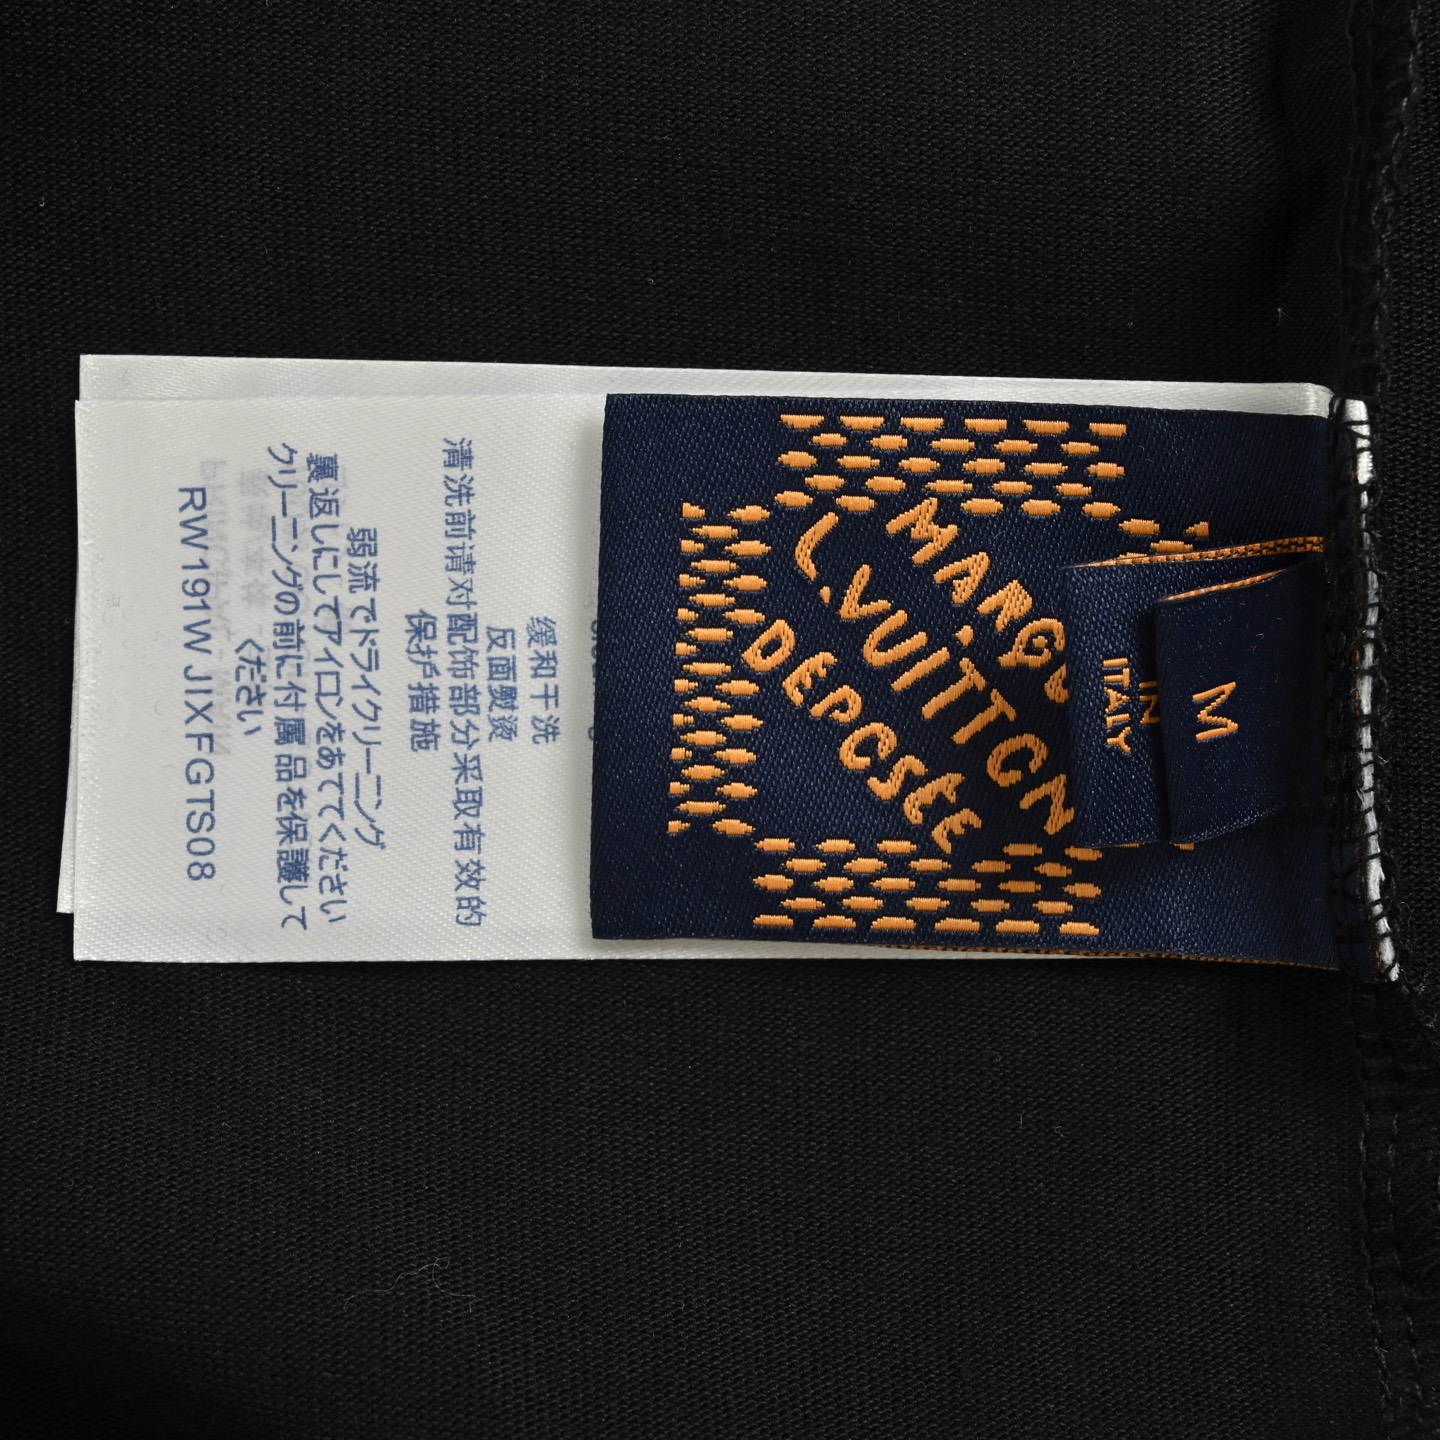 缓和干洗
反面熨烫
清洗前请对配饰部分采取有效的
保护措施
弱流でドライクリーニング
裏返しにしてアイロンをあててください
クリーニングの前に付属品を保護して
ください
RW191WJIXFGTS08
L.VUITTON
DEPOSEE
IN
ITALY
M